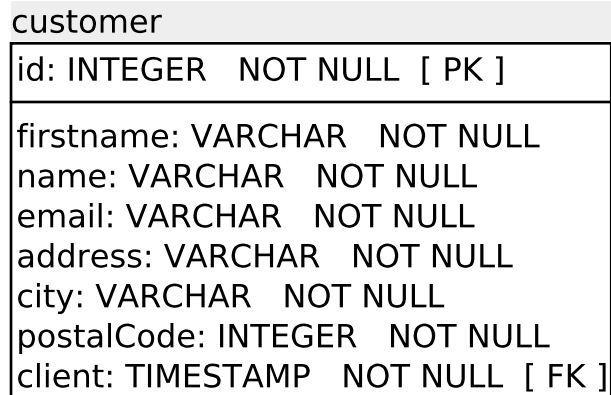 customer
id: INTEGER NOT NULL [ PK ]
firstname: VARCHAR NOT NULL
name: VARCHAR NOT NULL
email: VARCHAR NOT NULL
address: VARCHAR NOT NULL
city: VARCHAR NOT NULL
postalCode: INTEGER NOT NULL
client: TIMESTAMP NOT NULL [ FK ]